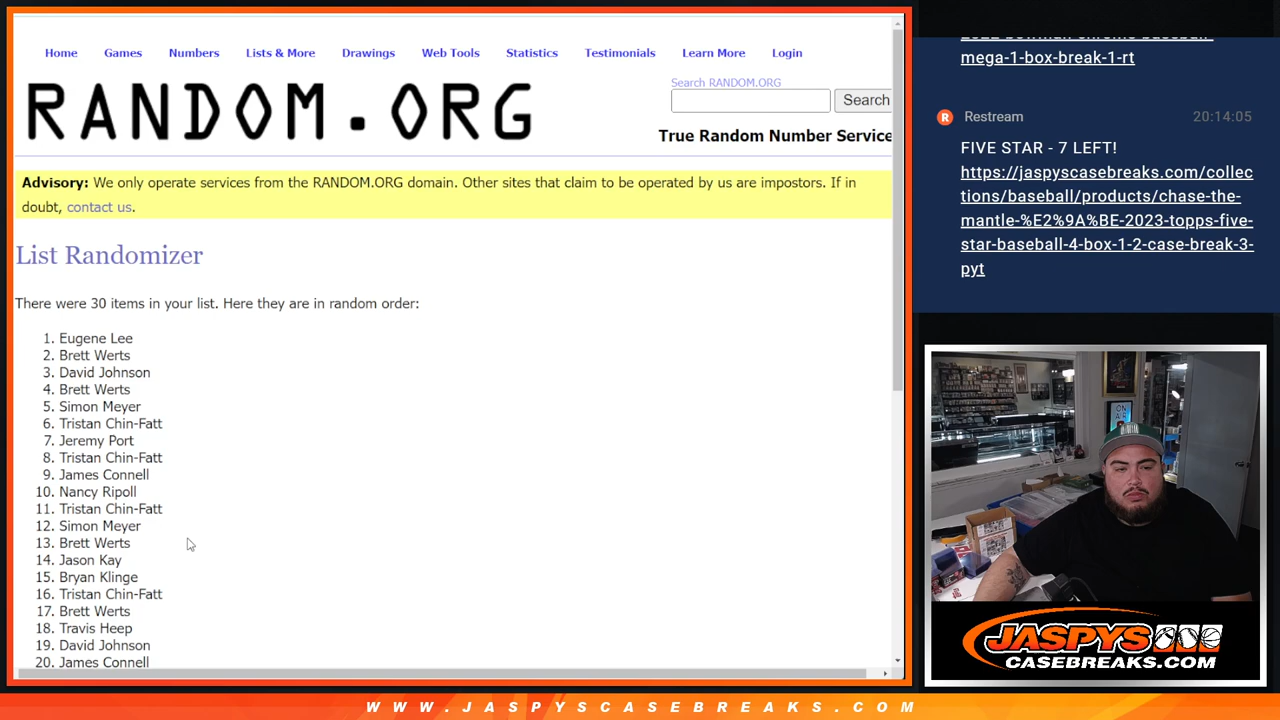 Home Games Numbers Lists & More Drawings Web Tools Statistics Testimonials Learn More Login
Search RANDOM.ORG
RANDOM.ORG
Search
True Random Number Service
Advisory: We only operate services from the RANDOM.ORG domain. Other sites that claim to be operated by us are impostors. If in
doubt, contact us.
List Randomizer
There were 30 items in your list. Here they are in random order:
1. Eugene Lee
2. Brett Werts
3. David Johnson
4. Brett Werts
5. Simon Meyer
6. Tristan Chin-Fatt
7. Jeremy Port
8. Tristan Chin-Fatt
9. James Connell
10. Nancy Ripoll
11. Tristan Chin-Fatt
12. Simon Meyer
13. Brett Werts
14. Jason Kay
15. Bryan Klinge
16. Tristan Chin-Fatt
17. Brett Werts
18. Travis Heep
19. David Johnson
20. James Connell
mega-1-box-break-1-rt
R Restream 20:14:05
FIVE STAR - 7 LEFT!
https://jaspyscasebreaks.com/collec
tions/baseball/products/chase-the-
mantle-%E2%9A%BE-2023-topps-five-
star-baseball-4-box-1-2-case-break-3-
pyt
ON
AIR
JASPYS
CASEBREAKS.COM
WWW.JASPYSCASEBREAKS.COM